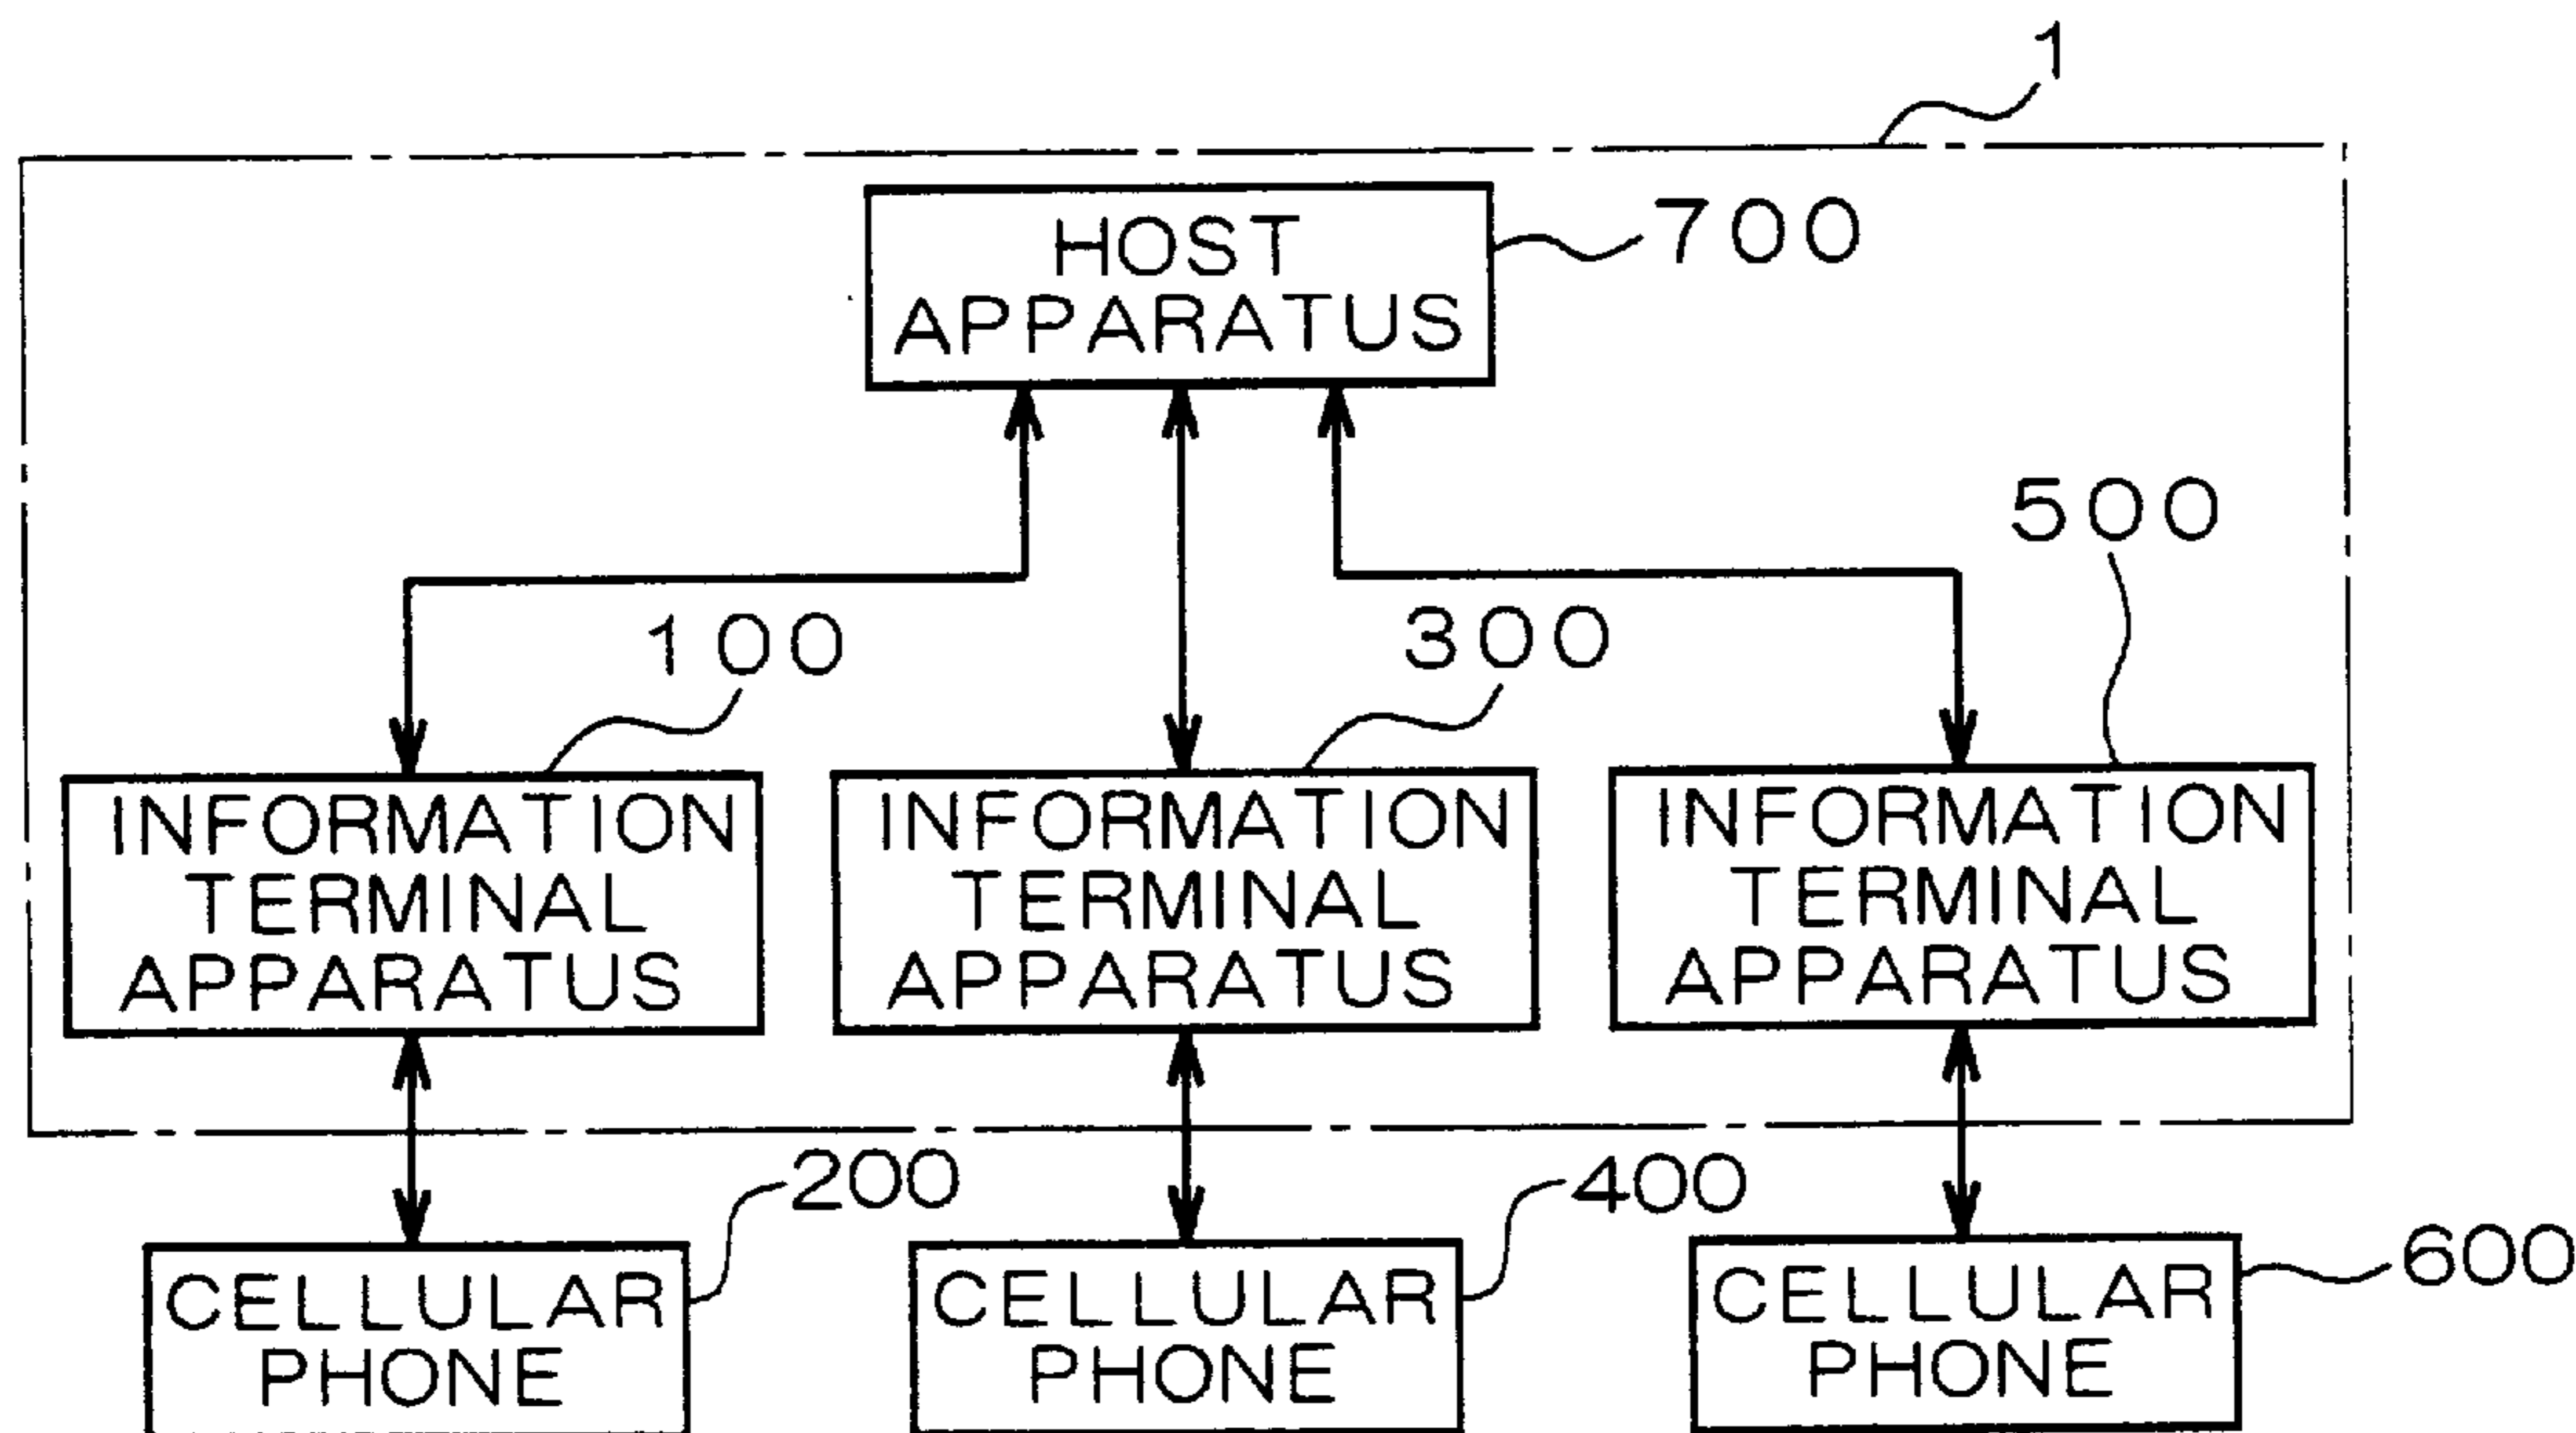 1
HOST
APPARATUS
700
500
100
300
INFORMATION
TERMINAL
APPARATUS
INFORMATION
TERMINAL
APPARATUS
INFORMATION
TERMINAL
APPARATUS
200
400
600
CELLULAR
PHONE
CELLULAR
PHONE
CELLULAR
PHONE